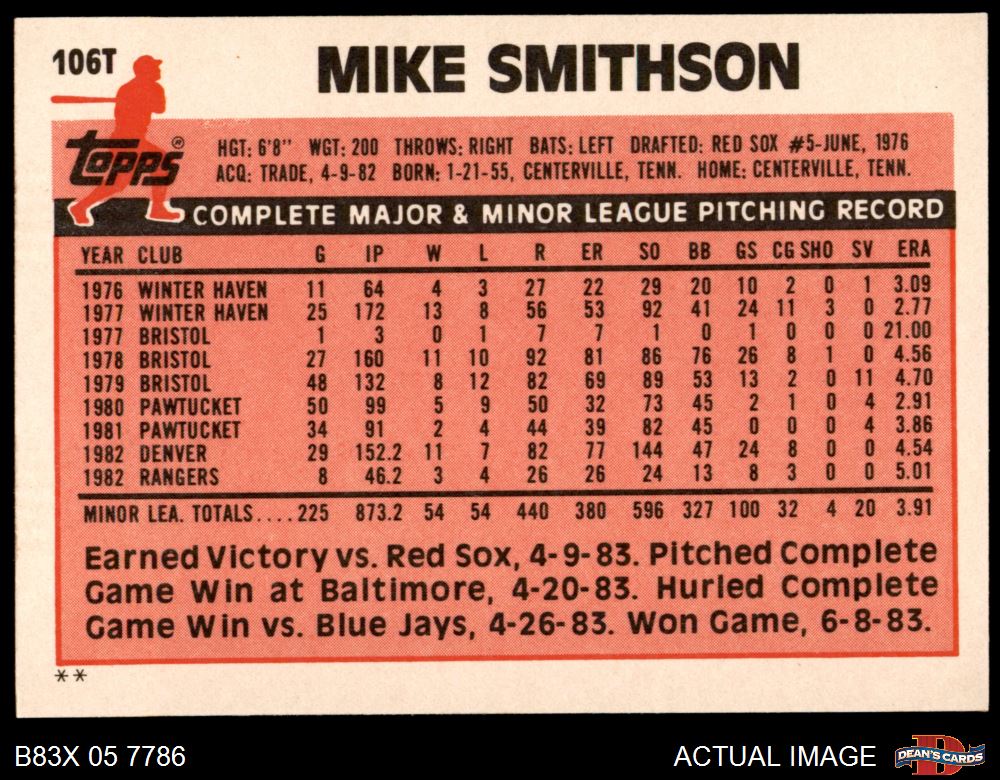 106T
MIKE SMITHSON
topps®
HGT: 6'8" WGT: 200 THROWS: RIGHT BATS: LEFT DRAFTED: RED SOX #5-JUNE, 1976
ACQ: TRADE, 4-9-82 BORN: 1-21-55, CENTERVILLE, TENN. HOME: CENTERVILLE, TENN.
COMPLETE MAJOR & MINOR LEAGUE PITCHING RECORD
YEAR CLUB G IP W L R ER SO BB GS CG SHO SV ERA
1976 WINTER HAVEN 11 64 4 3 27 22 29 20 10 2 0 1 3.09
1977 WINTER HAVEN 25 172 13 8 56 53 92 41 24 11 3 0 2.77
1977 BRISTOL 1 3 0 1 7 7 1 0 1 0 0 0 21.00
1978 BRISTOL 27 160 11 10 92 81 86 76 26 8 1 0 4.56
1979 BRISTOL 48 132 8 12 82 69 89 53 13 2 0 11 4.70
1980 PAWTUCKET 50 99 5 9 50 32 73 45 2 1 0 4 2.91
1981 PAWTUCKET 34 91 2 4 44 39 82 45 0 0 0 4 3.86
1982 DENVER 29 152.2 11 7 82 77 144 47 24 8 0 0 4.54
1982 RANGERS 8 46.2 3 4 26 26 24 13 8 3 0 0 5.01
MINOR LEA. TOTALS....225 873.2 54 54 440 380 596 327 100 32 4 20 3.91
Earned Victory vs. Red Sox, 4-9-83. Pitched Complete
Game Win at Baltimore, 4-20-83. Hurled Complete
Game Win vs. Blue Jays, 4-26-83. Won Game, 6-8-83.
**
B83X 05 7786
ACTUAL IMAGE
D
DEAN'S CARDS